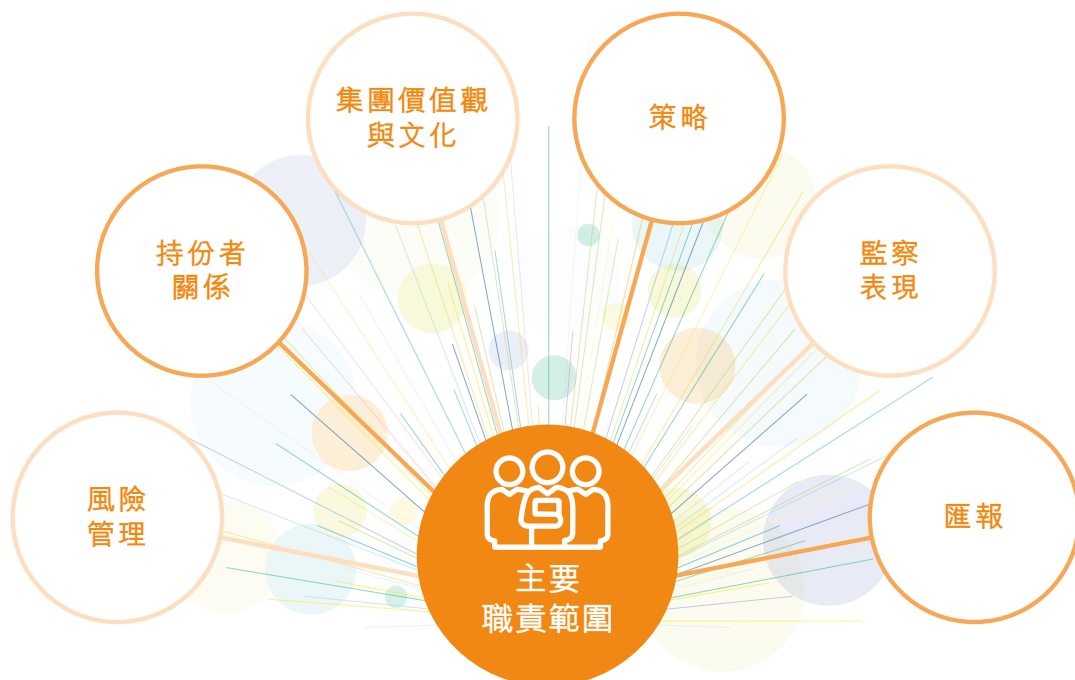 集團價值觀
與文化
策略
持份者
關係
監察
表現
風險
管理
匯報
主要
職責範圍